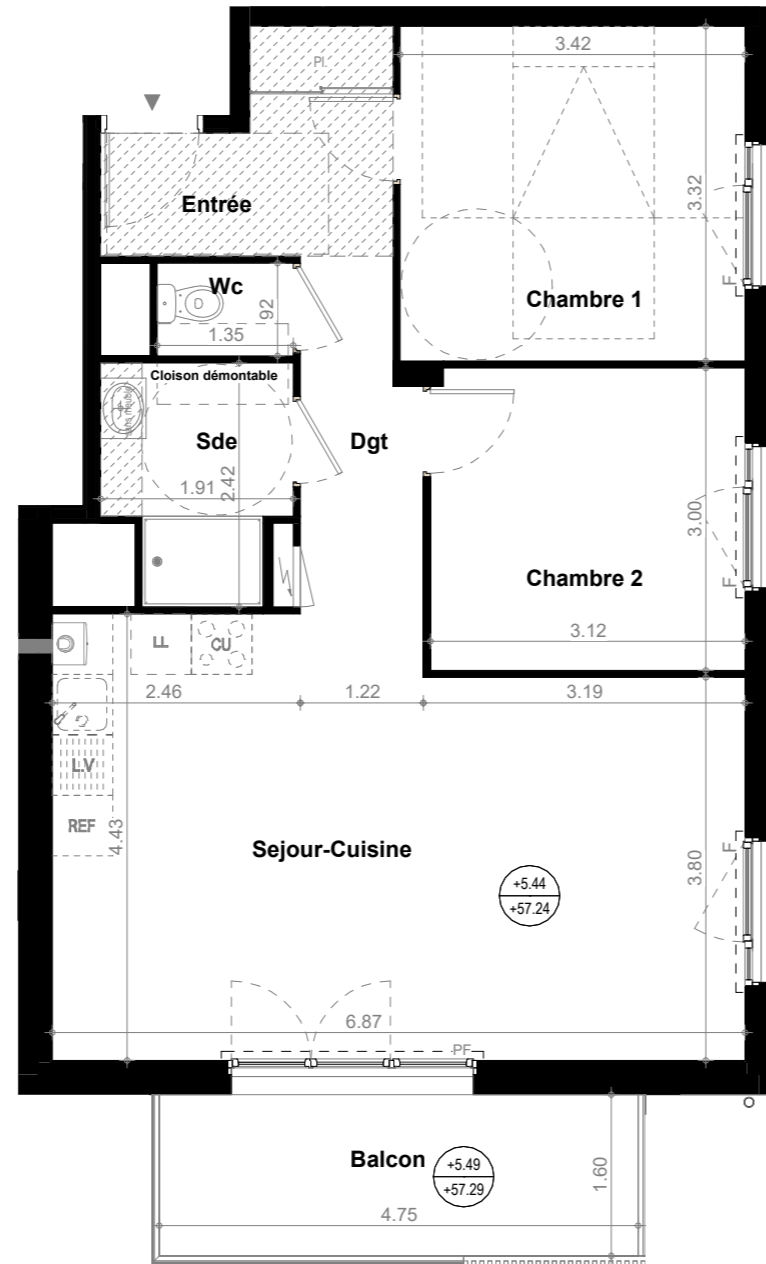 3.42
Pl.
Entrée
3.32
F
Chambre 1
Wc
92
1.35
Cloison démontable
Sde
Dgt
1.91
2.42
3.00
Chambre 2
F
3.12
LL
CU
2.46
1.22
3.19
L.V
REF
4.43
Sejour-Cuisine
3.80
F
+5.44
+57.24
6.87
PF
Balcon
+5.49
+57.29
1.60
4.75